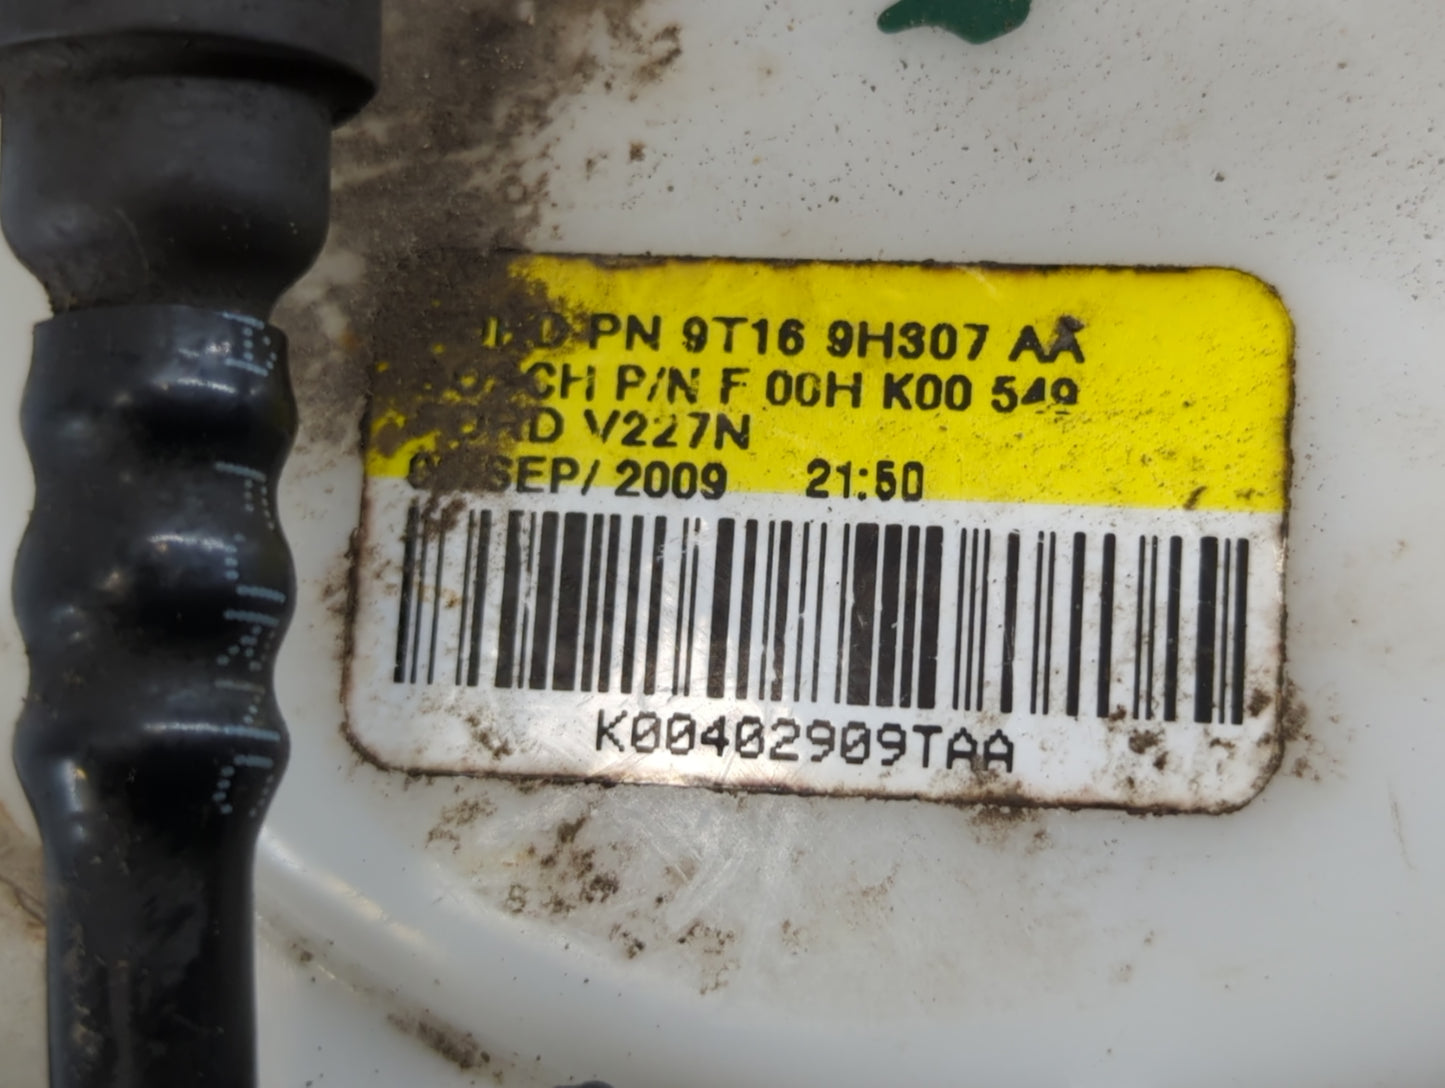 PN 9T16 9H307 AA
P/N F 00H K00 549
V227N
SEP/ 2009 21:50
K00402909TAA